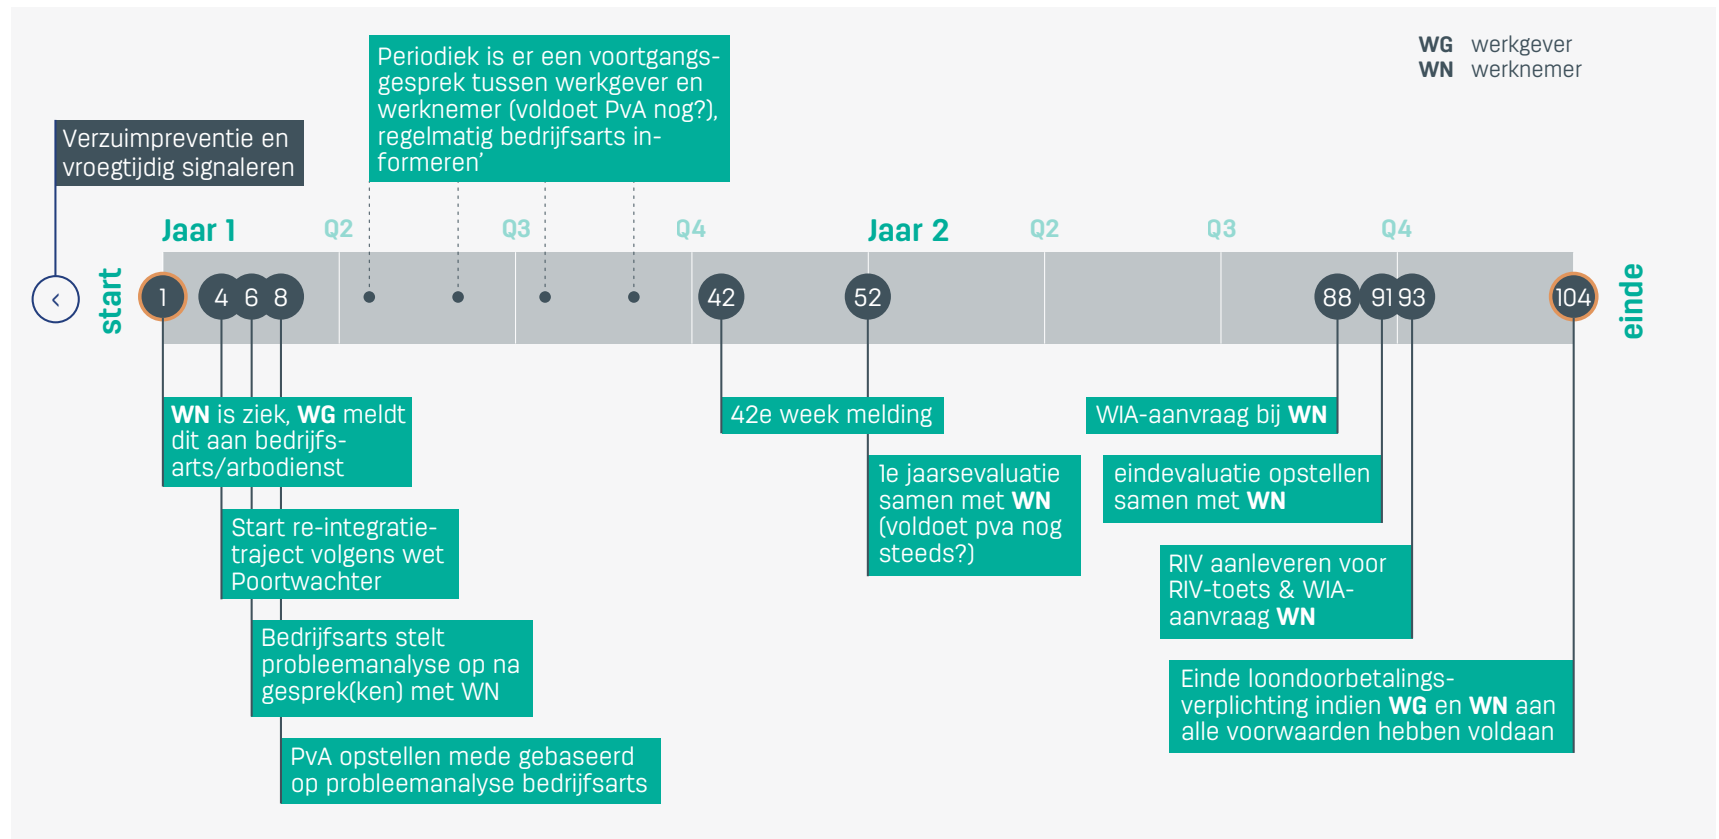 WG werkgever
WN werknemer
Periodiek is er een voortgangs-
gesprek tussen werkgever en
werknemer (voldoet PvA nog?),
regelmatig bedrijfsarts in-
formeren’
Verzuimpreventie en
vroegtijdig signaleren
Jaar 1 Q2 Q3 Q4 Jaar 2 Q2 Q3 Q4
start
1 4 6 8 42 52 88 91 93 104
einde
WN is ziek, WG meldt
dit aan bedrijfs-
arts/arbodienst
Start re-integratie-
traject volgens wet
Poortwachter
Bedrijfsarts stelt
probleemanalyse op na
gesprek(ken) met WN
PvA opstellen mede gebaseerd
op probleemanalyse bedrijfsarts
42e week melding
1e jaarsevaluatie
samen met WN
(voldoet pva nog
steeds?)
WIA-aanvraag bij WN
eindevaluatie opstellen
samen met WN
RIV aanleveren voor
RIV-toets & WIA-
aanvraag WN
Einde loondoorbetalings-
verplichting indien WG en WN aan
alle voorwaarden hebben voldaan